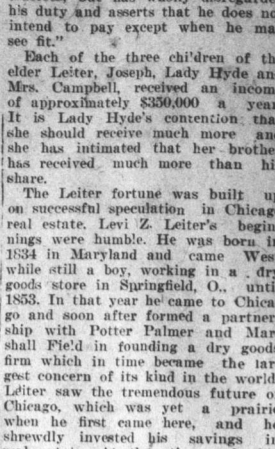 his duty and asserts that he does no
intend to pay except when he ma
see fit."
Each of the three chi'dren of th
elder Leiter, Joseph, Lady Hyde an
Mrs. Campbell, received an incom
of approximately $350,000 a yea
It is Lady Hyde's contention tha
she should receive much more an
she has intimated that her brothe
has received much more than hi
share.
The Leiter fortune was built u
on successful speculation in Chicag
real estate. Levi Z. Leiter's begin
nings were humble. He was born i
1834 in Maryland and came Wes
while still a boy, working in a dry
goods store in Springfield, O., unti
1853. In that year he came to Chica
go and soon after formed a partner
ship with Potter Palmer and Mar
shall Fie'd in founding a dry good
firm which in time became the lar
gest concern of its kind in the world
Leiter saw the tremendous future o
Chicago, which was yet a prairi
when he first came here, and he
shrewdly invested his savings in